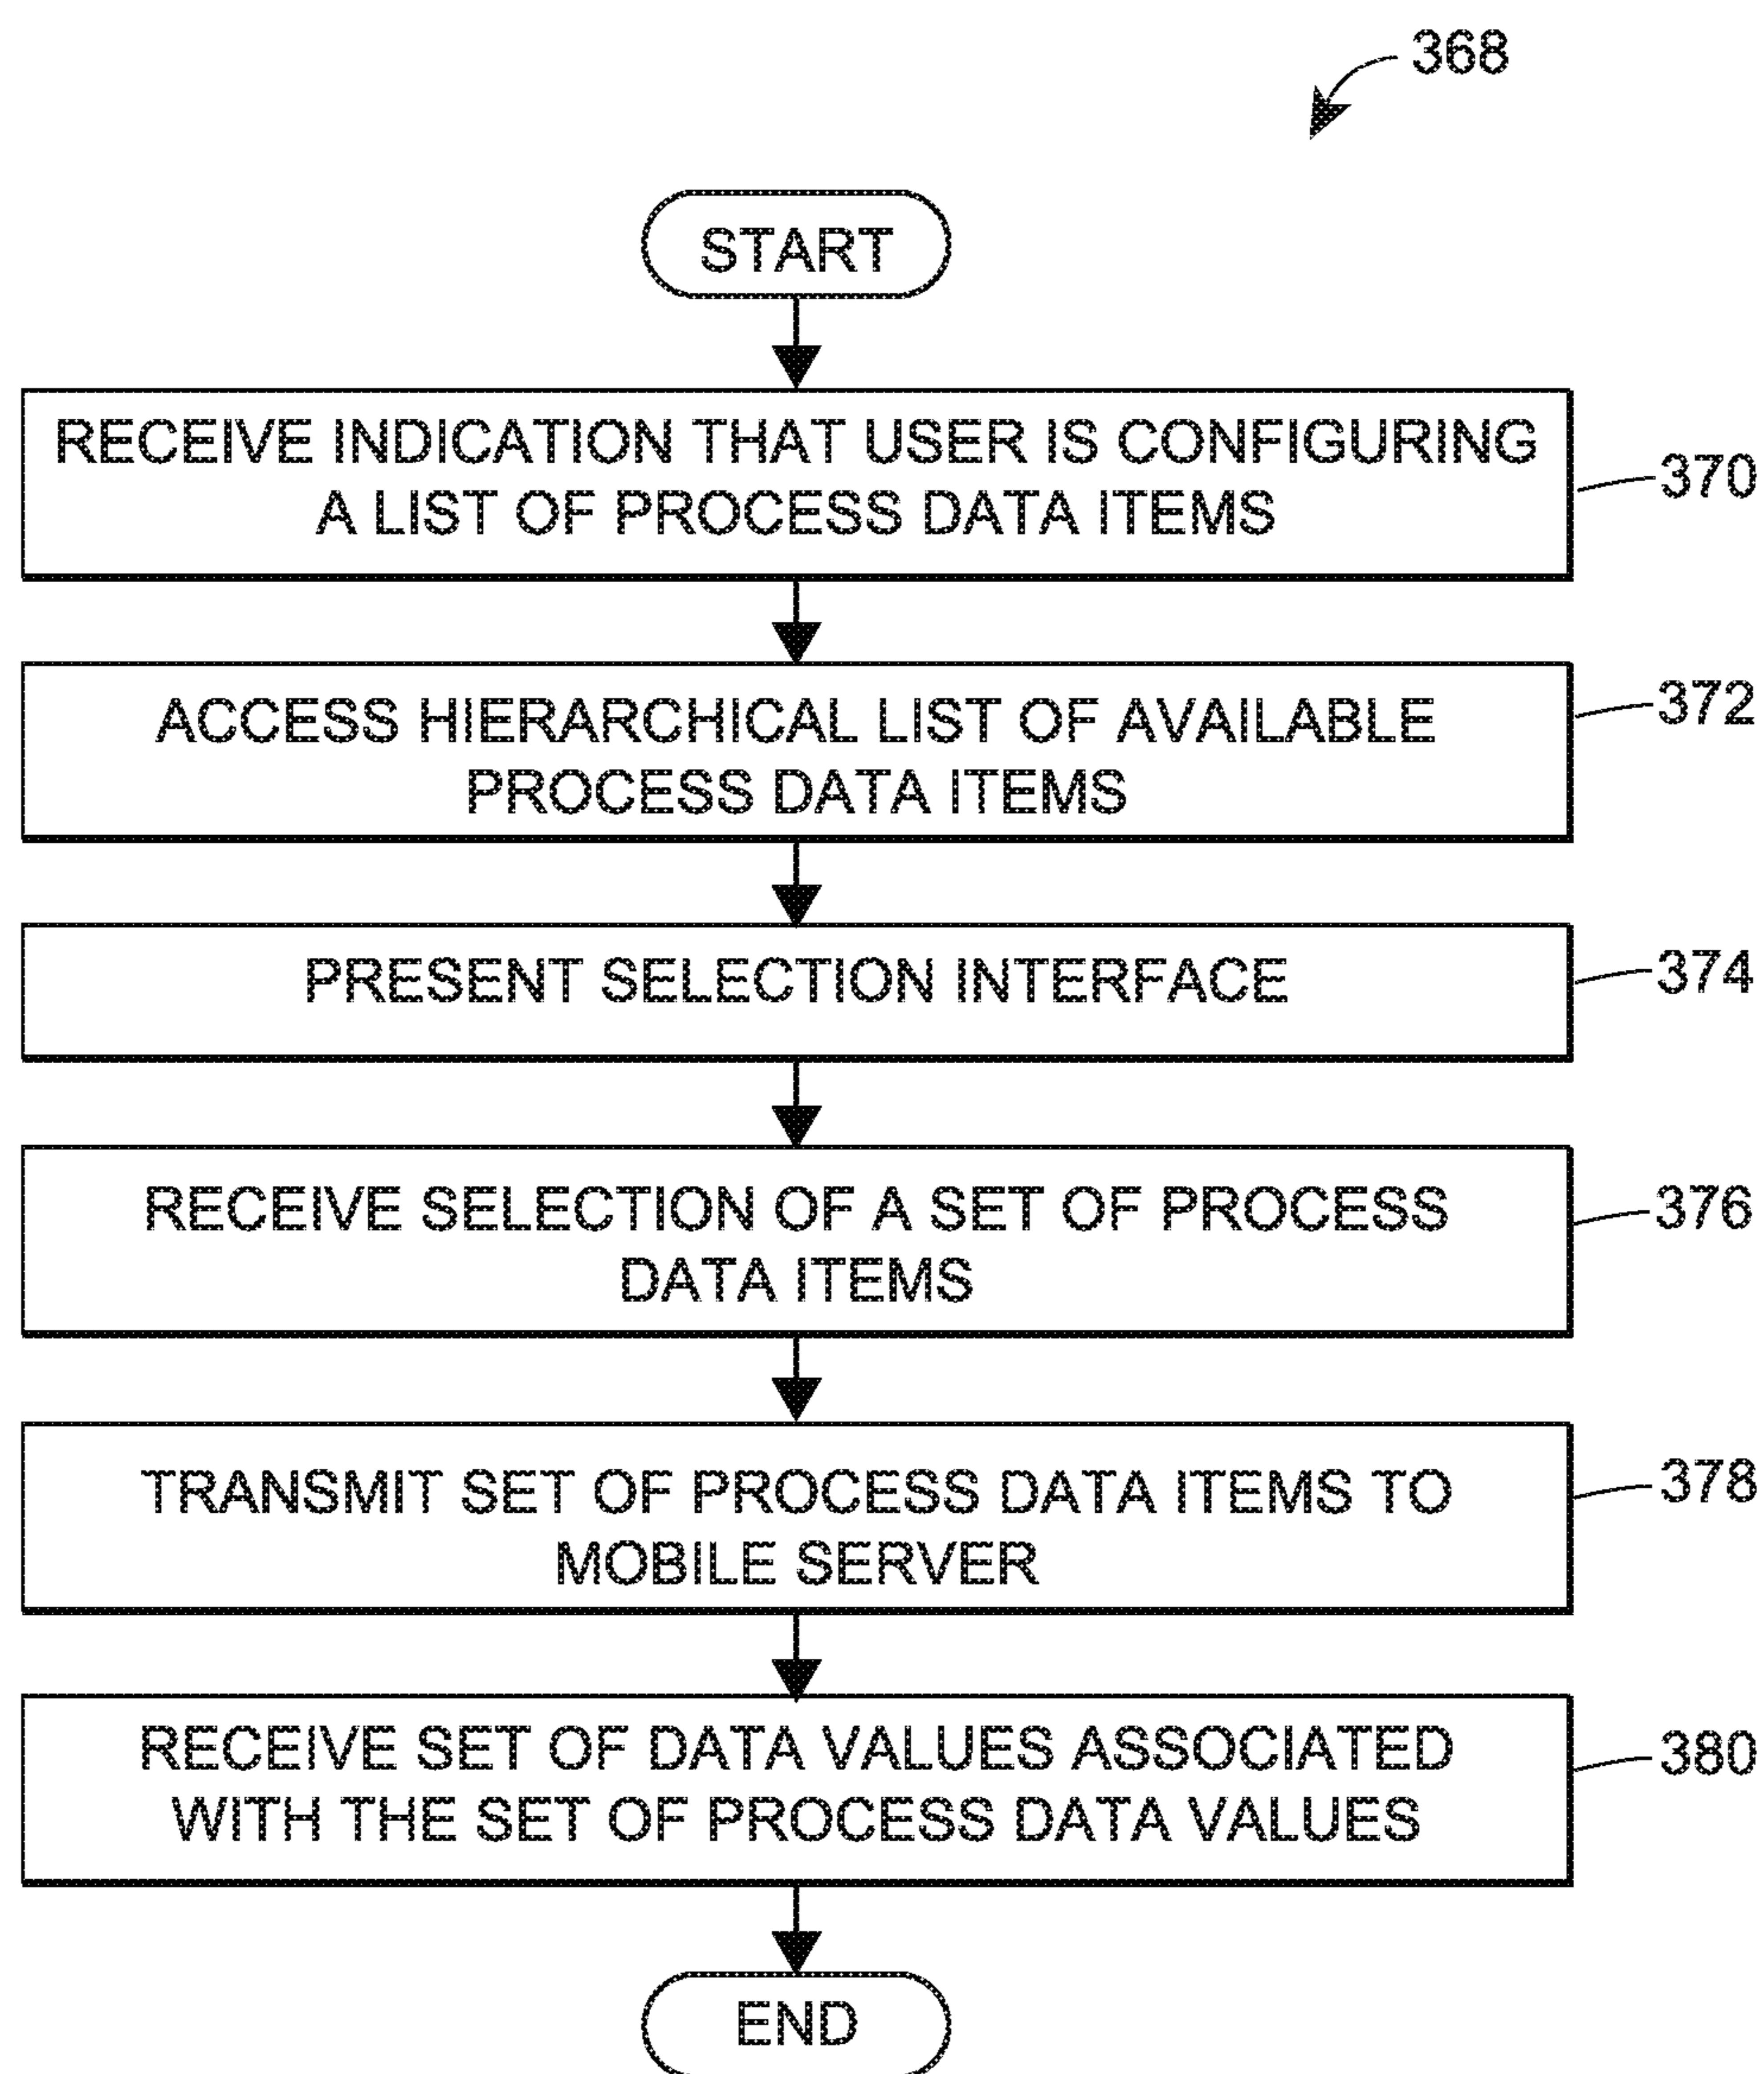 368
START
RECEIVE INDICATION THAT USER IS CONFIGURING
A LIST OF PROCESS DATA ITEMS
370
ACCESS HIERARCHICAL LIST OF AVAILABLE
PROCESS DATA ITEMS
372
PRESENT SELECTION INTERFACE
374
RECEIVE SELECTION OF A SET OF PROCESS
DATA ITEMS
376
TRANSMIT SET OF PROCESS DATA ITEMS TO
MOBILE SERVER
378
RECEIVE SET OF DATA VALUES ASSOCIATED
WITH THE SET OF PROCESS DATA VALUES
380
END